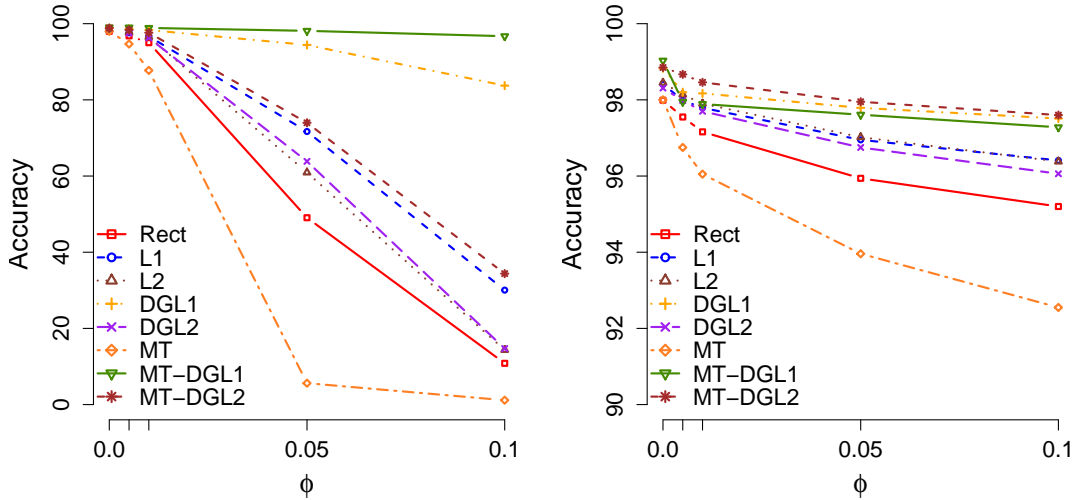 100
80
60
40
20
0
Accuracy
Rect
L1
L2
DGL1
DGL2
MT
MT−DGL1
MT−DGL2
0.0
0.05
0.1
ϕ
100
98
96
94
92
90
Accuracy
Rect
L1
L2
DGL1
DGL2
MT
MT−DGL1
MT−DGL2
0.0
0.05
0.1
ϕ